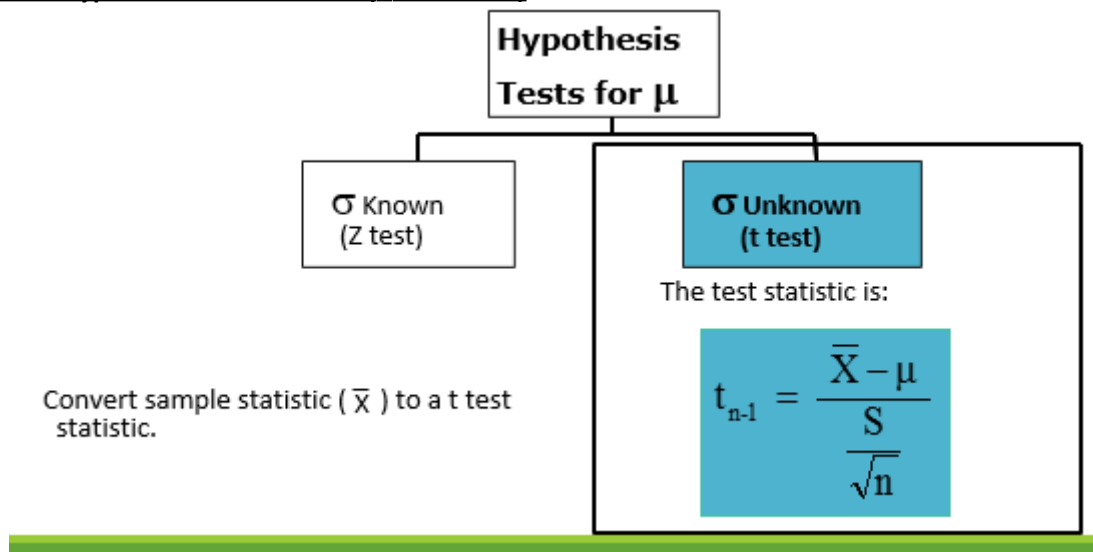 Hypothesis
Tests for μ
σ Known
(Z test)
σ Unknown
(t test)
The test statistic is:
Convert sample statistic ( X̅ ) to a t test
statistic.
t_{n-1} = (X̅ − μ) / (S / √n)